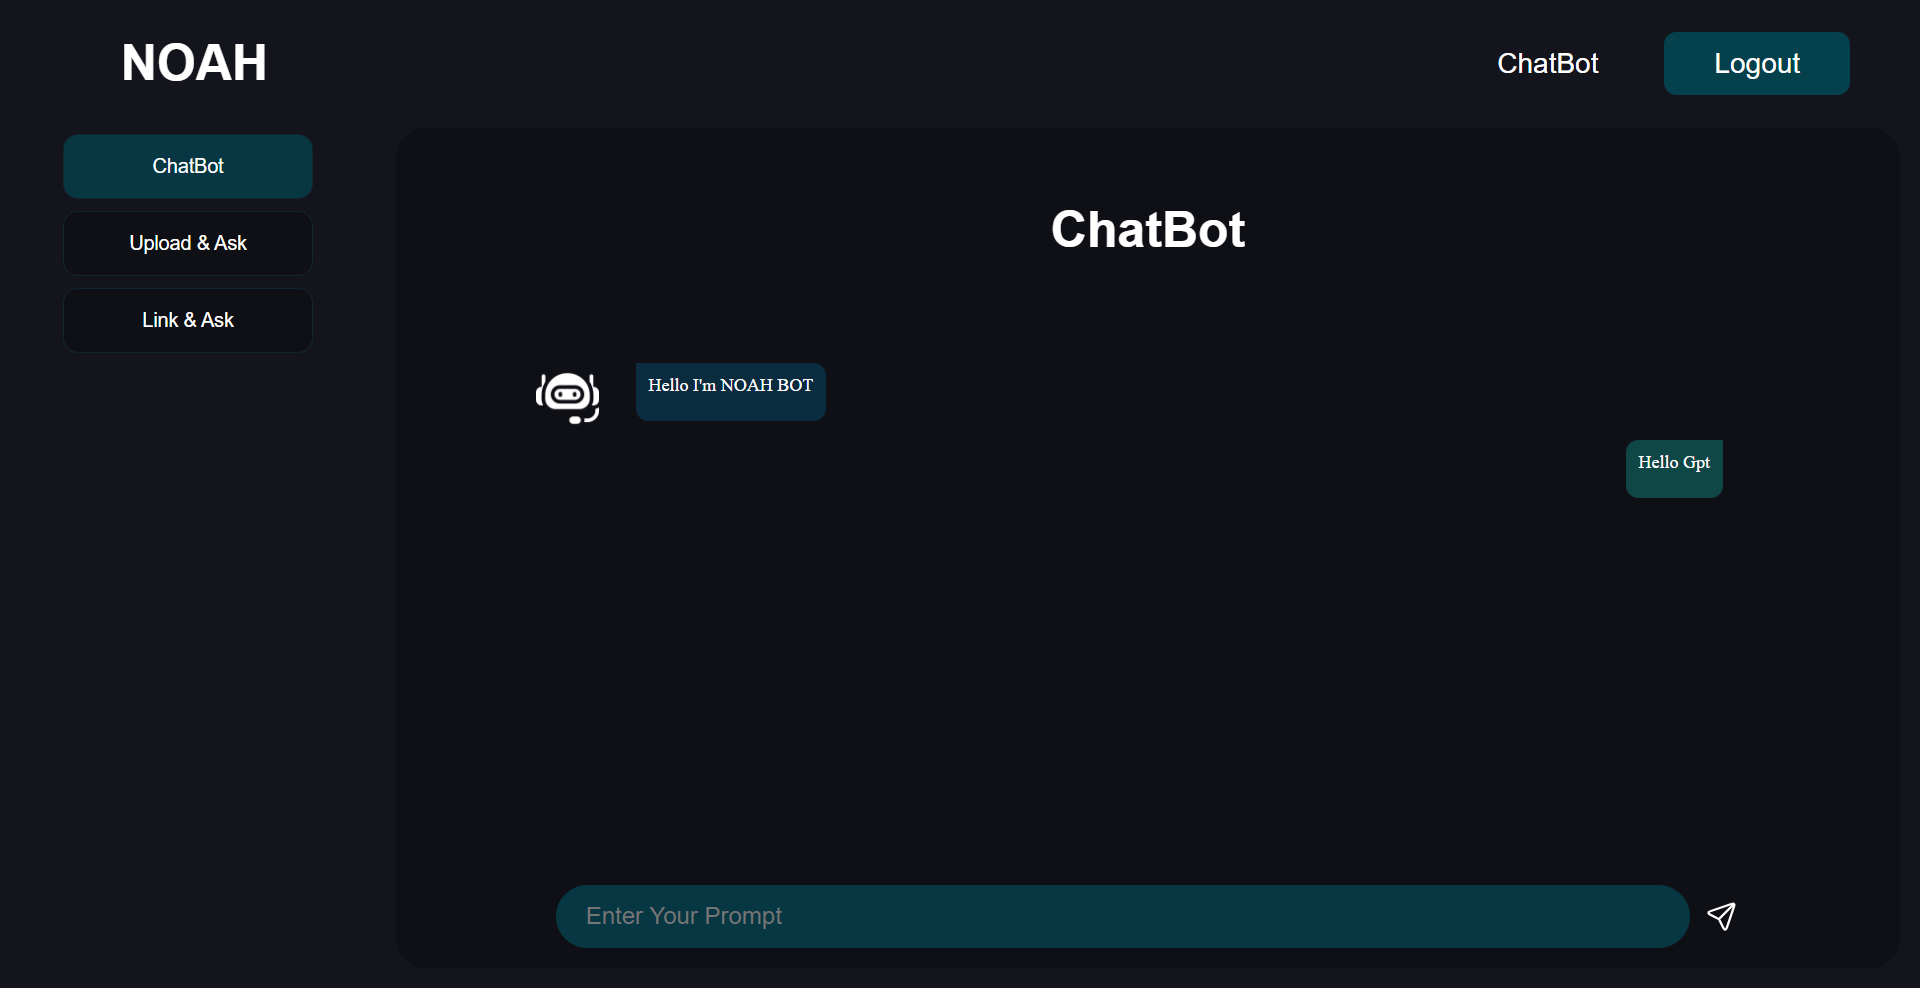 NOAH
ChatBot
Logout
ChatBot
Upload & Ask
Link & Ask
ChatBot
Hello I'm NOAH BOT
Hello Gpt
Enter Your Prompt